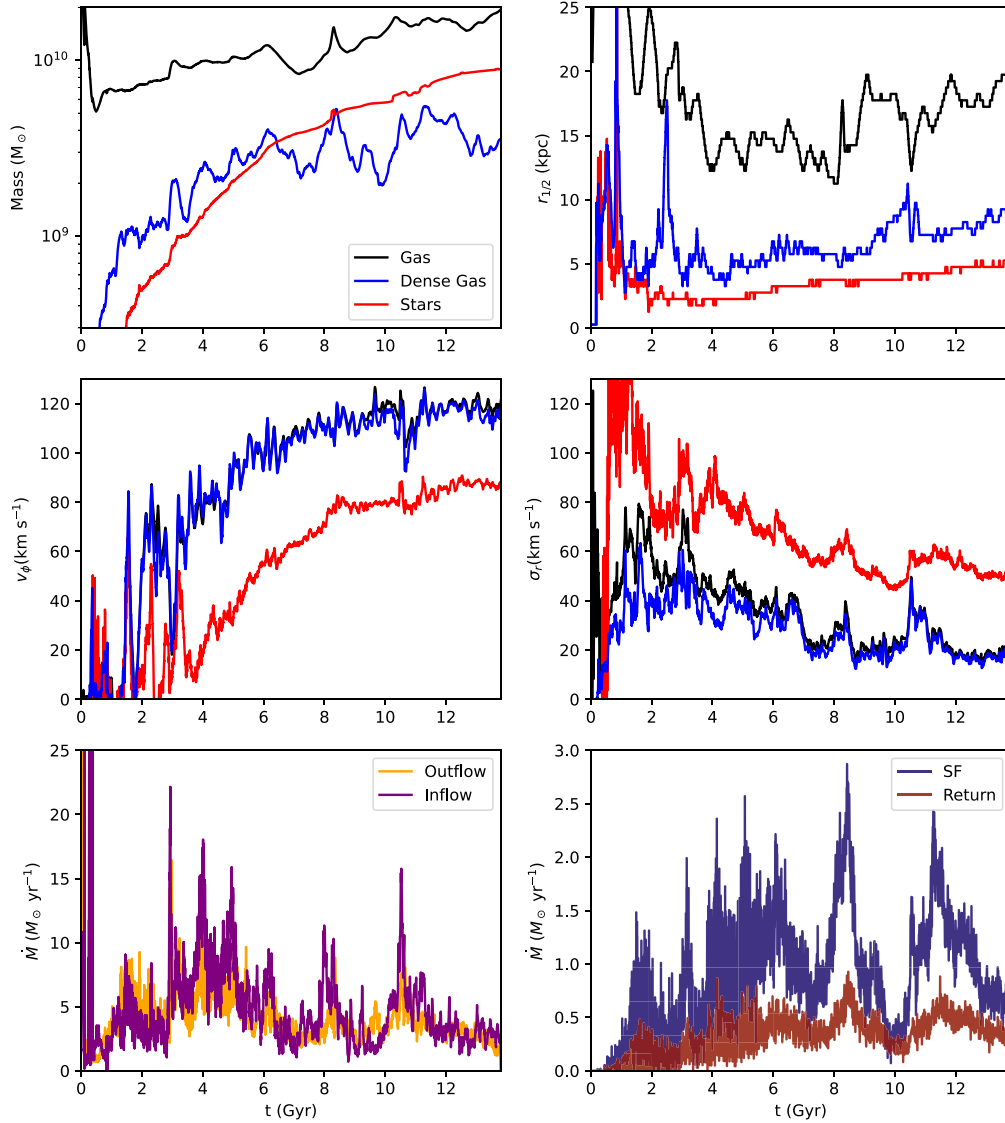 Mass (M⊙)
10^10
10^9
Gas
Dense Gas
Stars
0 2 4 6 8 10 12
r1/2 (kpc)
25
20
15
10
5
0
0 2 4 6 8 10 12
vϕ(km s−1)
120
100
80
60
40
20
0
0 2 4 6 8 10 12
σr(km s−1)
120
100
80
60
40
20
0
0 2 4 6 8 10 12
Ṁ (M⊙ yr−1)
25
20
15
10
5
0
Outflow
Inflow
0 2 4 6 8 10 12
t (Gyr)
Ṁ (M⊙ yr−1)
3.0
2.5
2.0
1.5
1.0
0.5
0.0
SF
Return
0 2 4 6 8 10 12
t (Gyr)